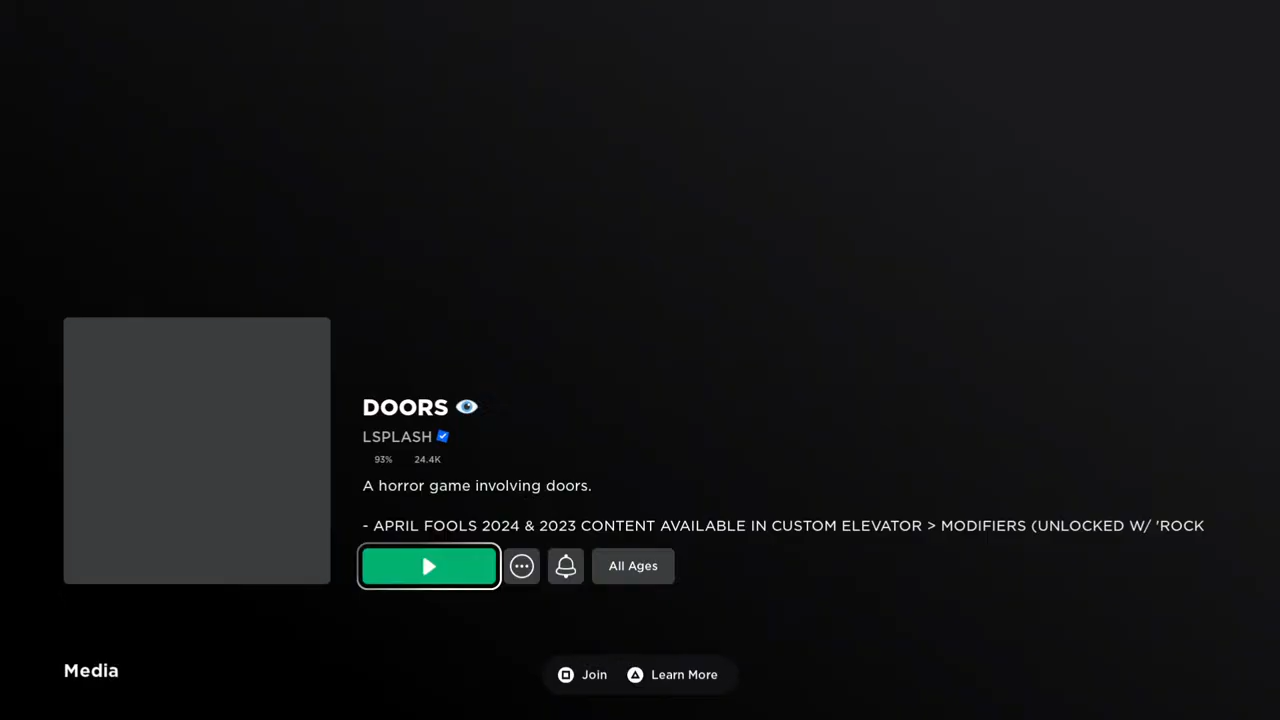 DOORS 👁
LSPLASH
93% 24.4K
A horror game involving doors.
- APRIL FOOLS 2024 & 2023 CONTENT AVAILABLE IN CUSTOM ELEVATOR > MODIFIERS (UNLOCKED W/ 'ROCK
All Ages
Media
Join Learn More